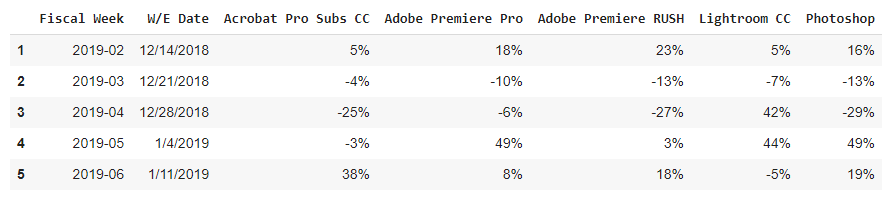 Fiscal Week W/E Date Acrobat Pro Subs CC Adobe Premiere Pro Adobe Premiere RUSH Lightroom CC Photoshop
1 2019-02 12/14/2018 5% 18% 23% 5% 16%
2 2019-03 12/21/2018 -4% -10% -13% -7% -13%
3 2019-04 12/28/2018 -25% -6% -27% 42% -29%
4 2019-05 1/4/2019 -3% 49% 3% 44% 49%
5 2019-06 1/11/2019 38% 8% 18% -5% 19%